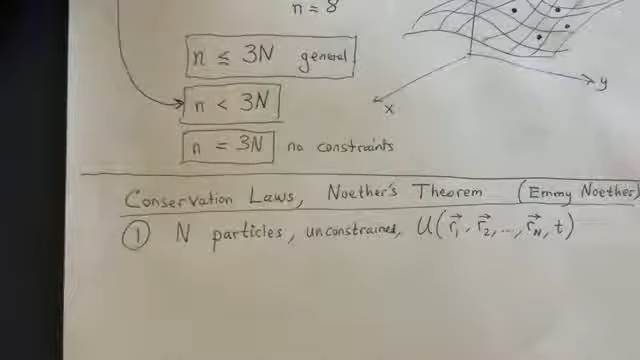 n = 8
n ≤ 3N general
n < 3N
n = 3N no constraints
x
y
Conservation Laws, Noether's Theorem (Emmy Noether)
① N particles, unconstrained, U(r⃗₁, r⃗₂, ..., r⃗N, t)